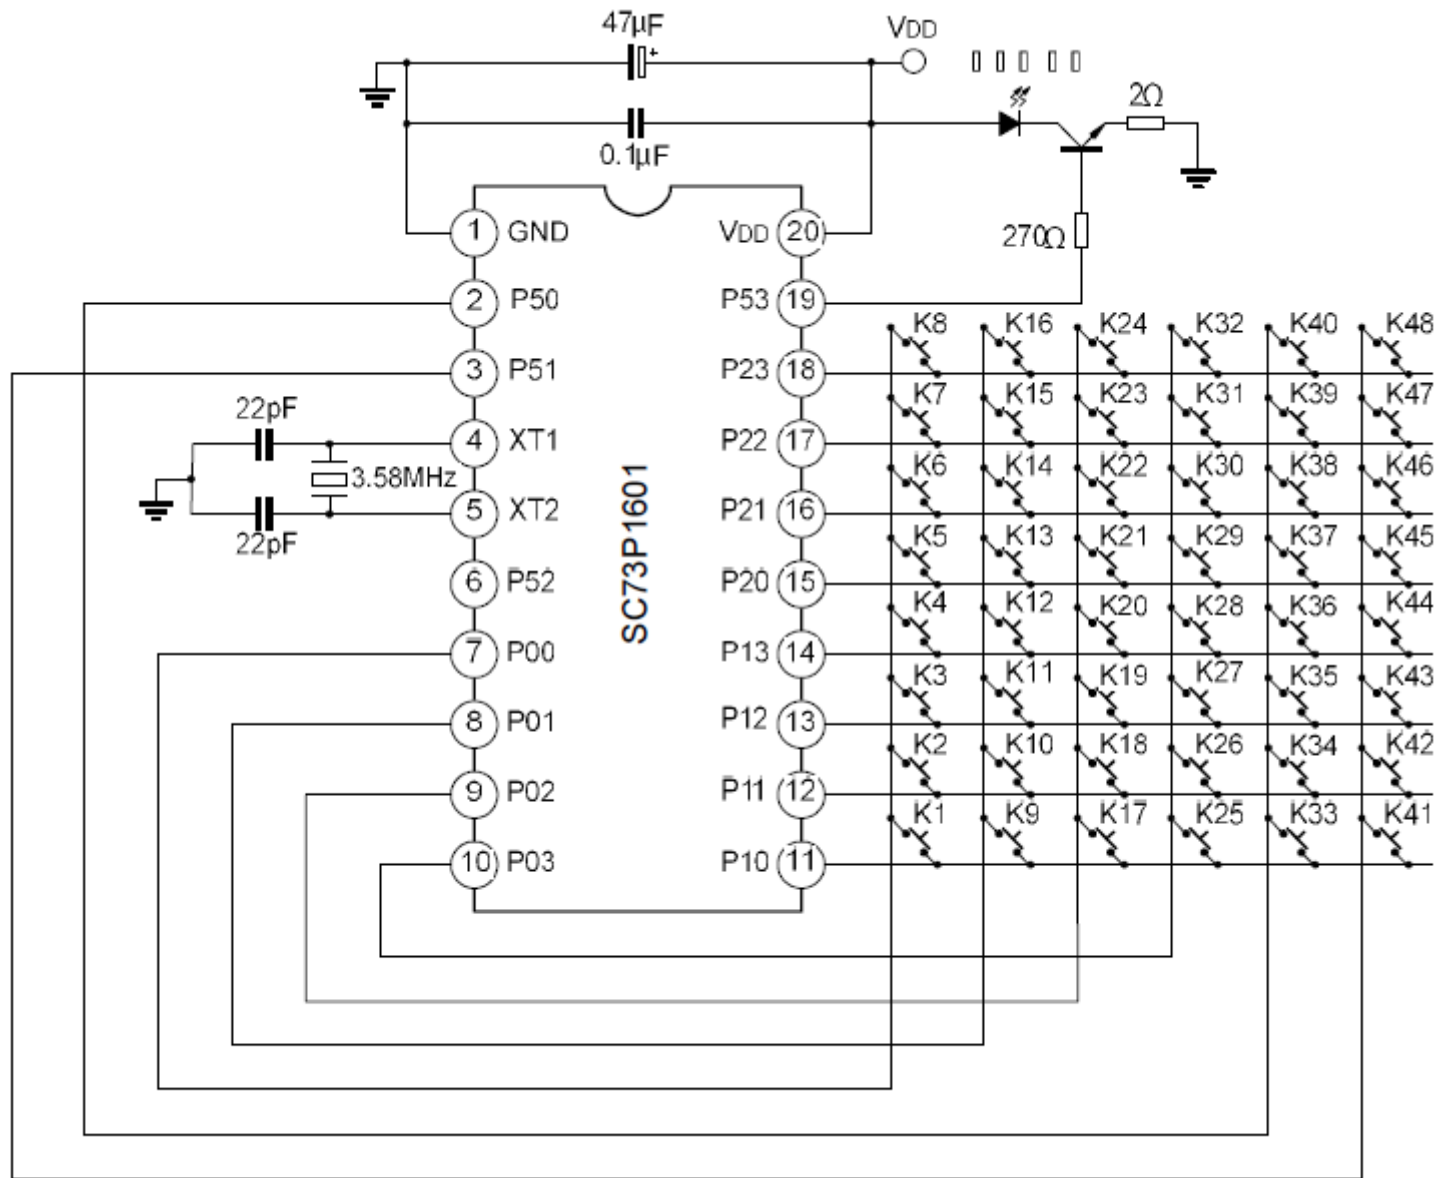 47µF
VDD
2Ω
0.1µF
1 GND VDD 20
270Ω
2 P50 P53 19
K8 K16 K24 K32 K40 K48
3 P51 P23 18
K7 K15 K23 K31 K39 K47
22pF
4 XT1 P22 17
K6 K14 K22 K30 K38 K46
3.58MHz
5 XT2 P21 16
22pF
K5 K13 K21 K29 K37 K45
SC73P1601
6 P52 P20 15
K4 K12 K20 K28 K36 K44
7 P00 P13 14
K3 K11 K19 K27 K35 K43
8 P01 P12 13
K2 K10 K18 K26 K34 K42
9 P02 P11 12
K1 K9 K17 K25 K33 K41
10 P03 P10 11